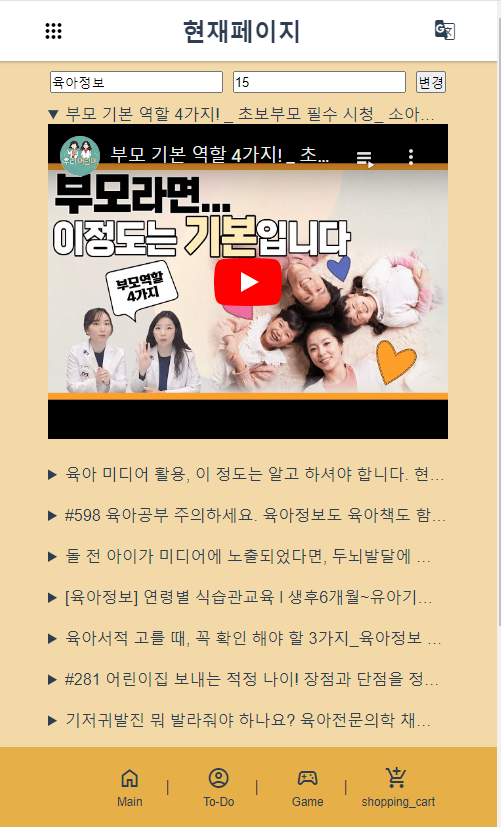 현재페이지
육아정보 15 변경
▼ 부모 기본 역할 4가지! _ 초보부모 필수 시청_ 소아...
부모 기본 역할 4가지! _ 초...
부모라면...
이정도는 기본입니다
부모역할
4가지
▶ 육아 미디어 활용, 이 정도는 알고 하셔야 합니다. 현...
▶ #598 육아공부 주의하세요. 육아정보도 육아책도 함...
▶ 돌 전 아이가 미디어에 노출되었다면, 두뇌발달에 ...
▶ [육아정보] 연령별 식습관교육 l 생후6개월~유아기...
▶ 육아서적 고를 때, 꼭 확인 해야 할 3가지_육아정보 ...
▶ #281 어린이집 보내는 적정 나이! 장점과 단점을 정...
▶ 기저귀발진 뭐 발라줘야 하나요? 육아전문의학 채...
Main | To-Do | Game | shopping_cart